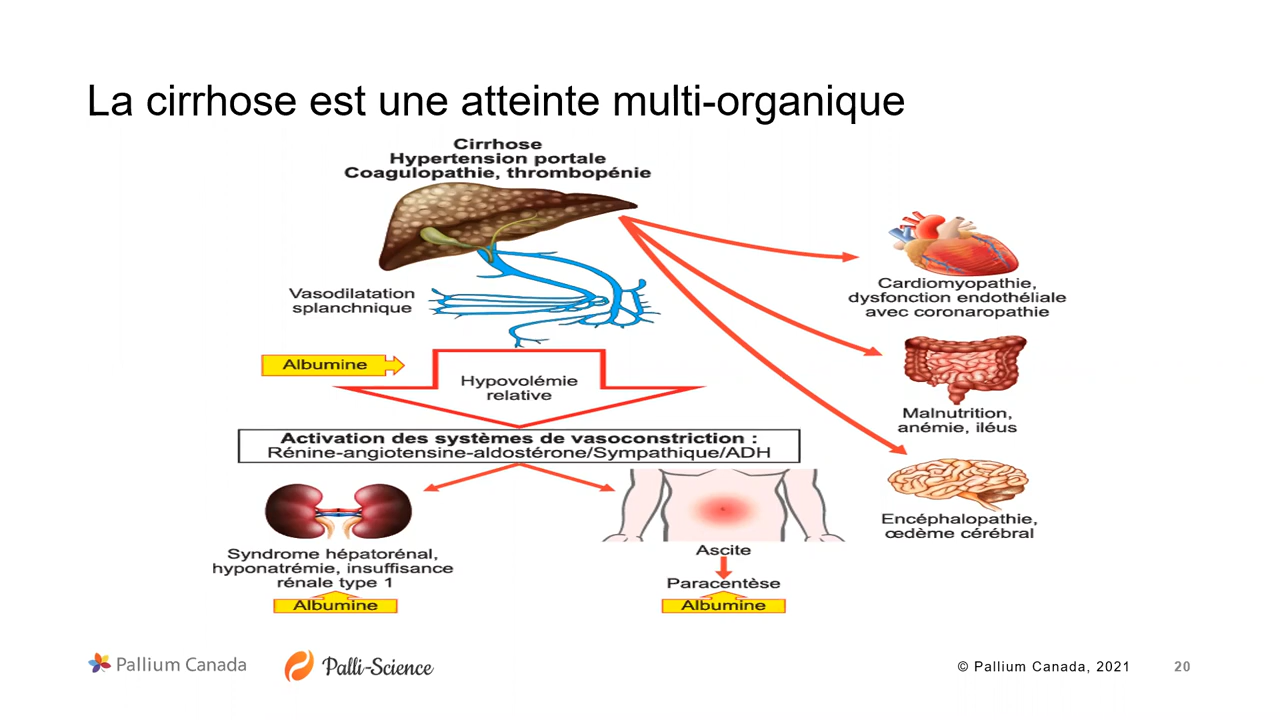 La cirrhose est une atteinte multi-organique
Cirrhose
Hypertension portale
Coagulopathie, thrombopénie
Vasodilatation
splanchnique
Albumine
Hypovolémie
relative
Activation des systèmes de vasoconstriction :
Rénine-angiotensine-aldostérone/Sympathique/ADH
Syndrome hépatorénal,
hyponatrémie, insuffisance
rénale type 1
Albumine
Ascite
Paracentèse
Albumine
Cardiomyopathie,
dysfonction endothéliale
avec coronaropathie
Malnutrition,
anémie, iléus
Encéphalopathie,
œdème cérébral
Pallium Canada
Palli-Science
© Pallium Canada, 2021
20